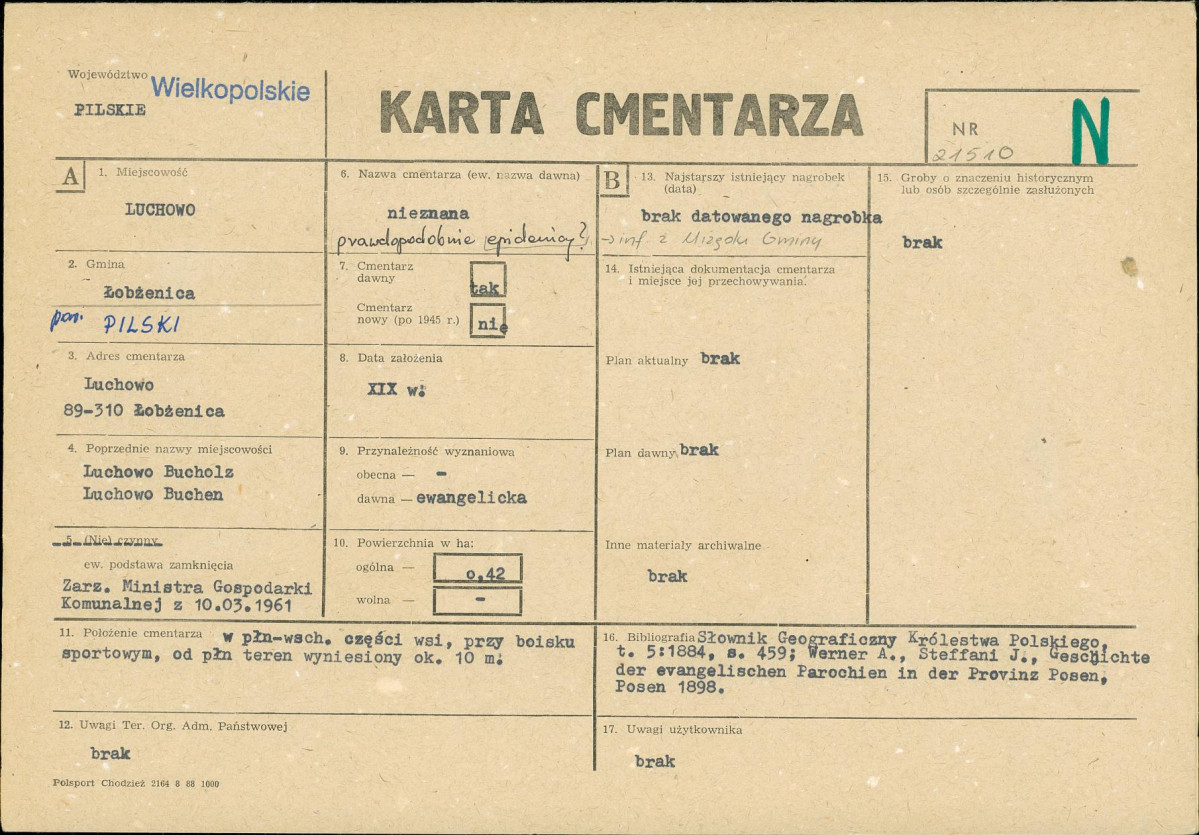 Województwo Wielkopolskie
PILSKIE
KARTA CMENTARZA
NR
21510
N
A
1. Miejscowość
LUCHOWO
2. Gmina
Łobżenica
pow. PILSKI
3. Adres cmentarza
Luchowo
89-310 Łobżenica
4. Poprzednie nazwy miejscowości
Luchowo Bucholz
Luchowo Buchen
5. (Nie) czynny
ew. podstawa zamknięcia
Zarz. Ministra Gospodarki
Komunalnej z 10.03.1961
6. Nazwa cmentarza (ew. nazwa dawna)
nieznana
prawdopodobnie epidemicy?
7. Cmentarz
dawny
tak
Cmentarz
nowy (po 1945 r.)
nie
8. Data założenia
XIX w.
9. Przynależność wyznaniowa
obecna — -
dawna — ewangelicka
10. Powierzchnia w ha:
ogólna — o.42
wolna — -
B
13. Najstarszy istniejący nagrobek
(data)
brak datowanego nagrobka
→ inf. z Urzędu Gminy
14. Istniejąca dokumentacja cmentarza
i miejsce jej przechowywania:
Plan aktualny brak
Plan dawny brak
Inne materiały archiwalne
brak
15. Groby o znaczeniu historycznym
lub osób szczególnie zasłużonych
brak
11. Położenie cmentarza w płn-wsch. części wsi, przy boisku
sportowym, od płn teren wyniesiony ok. 10 m.
12. Uwagi Ter. Org. Adm. Państwowej
brak
16. Bibliografia Słownik Geograficzny Królestwa Polskiego,
t. 5:1884, s. 459; Werner A., Steffani J., Geschichte
der evangelischen Parochien in der Provinz Posen,
Posen 1898.
17. Uwagi użytkownika
brak
Polsport Chodzież 2164 8 88 1000